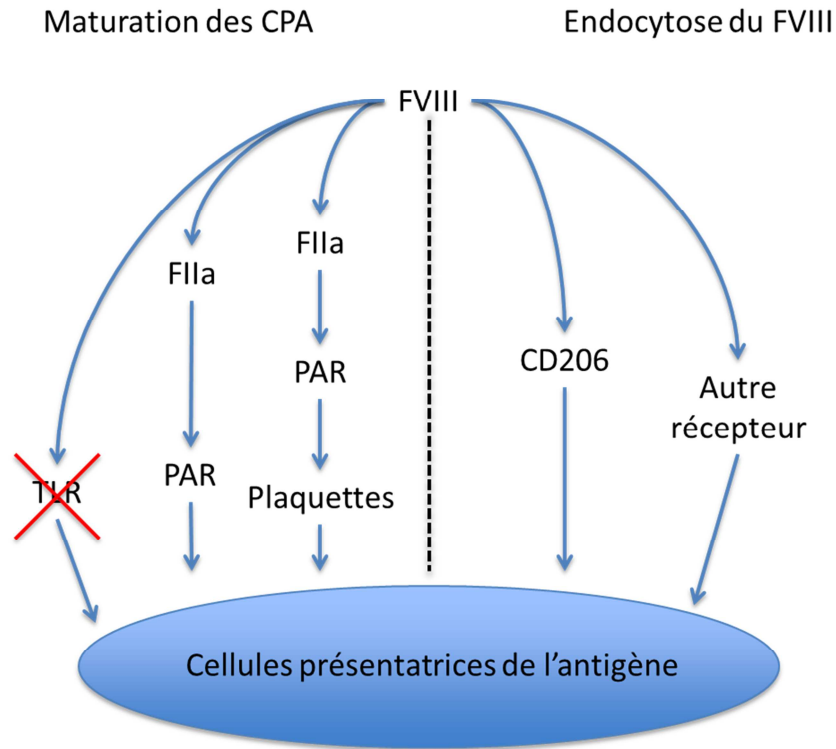 Maturation des CPA
Endocytose du FVIII
FVIII
FIIa
FIIa
PAR
CD206
Autre
récepteur
TLR
PAR
Plaquettes
Cellules présentatrices de l'antigène